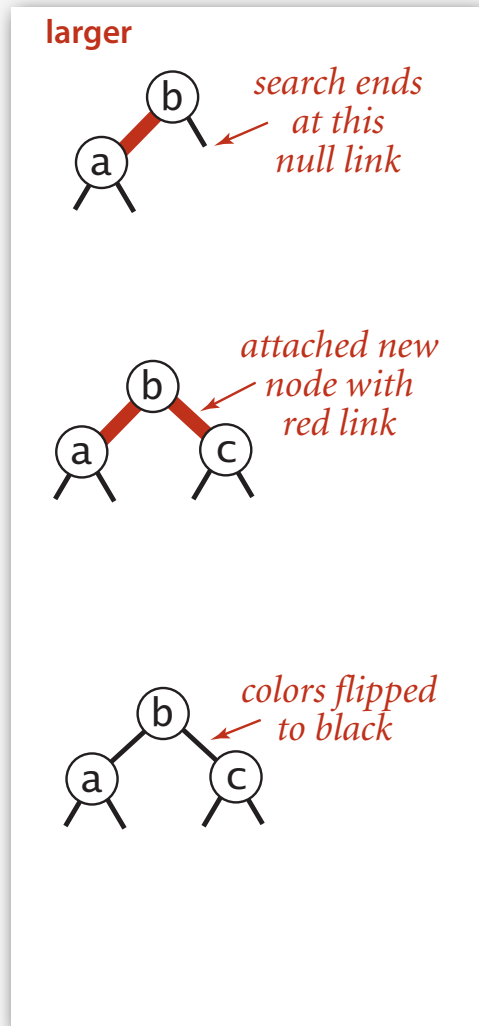 larger
b
search ends
at this
null link
a
attached new
node with
red link
b
a
c
colors flipped
to black
b
a
c